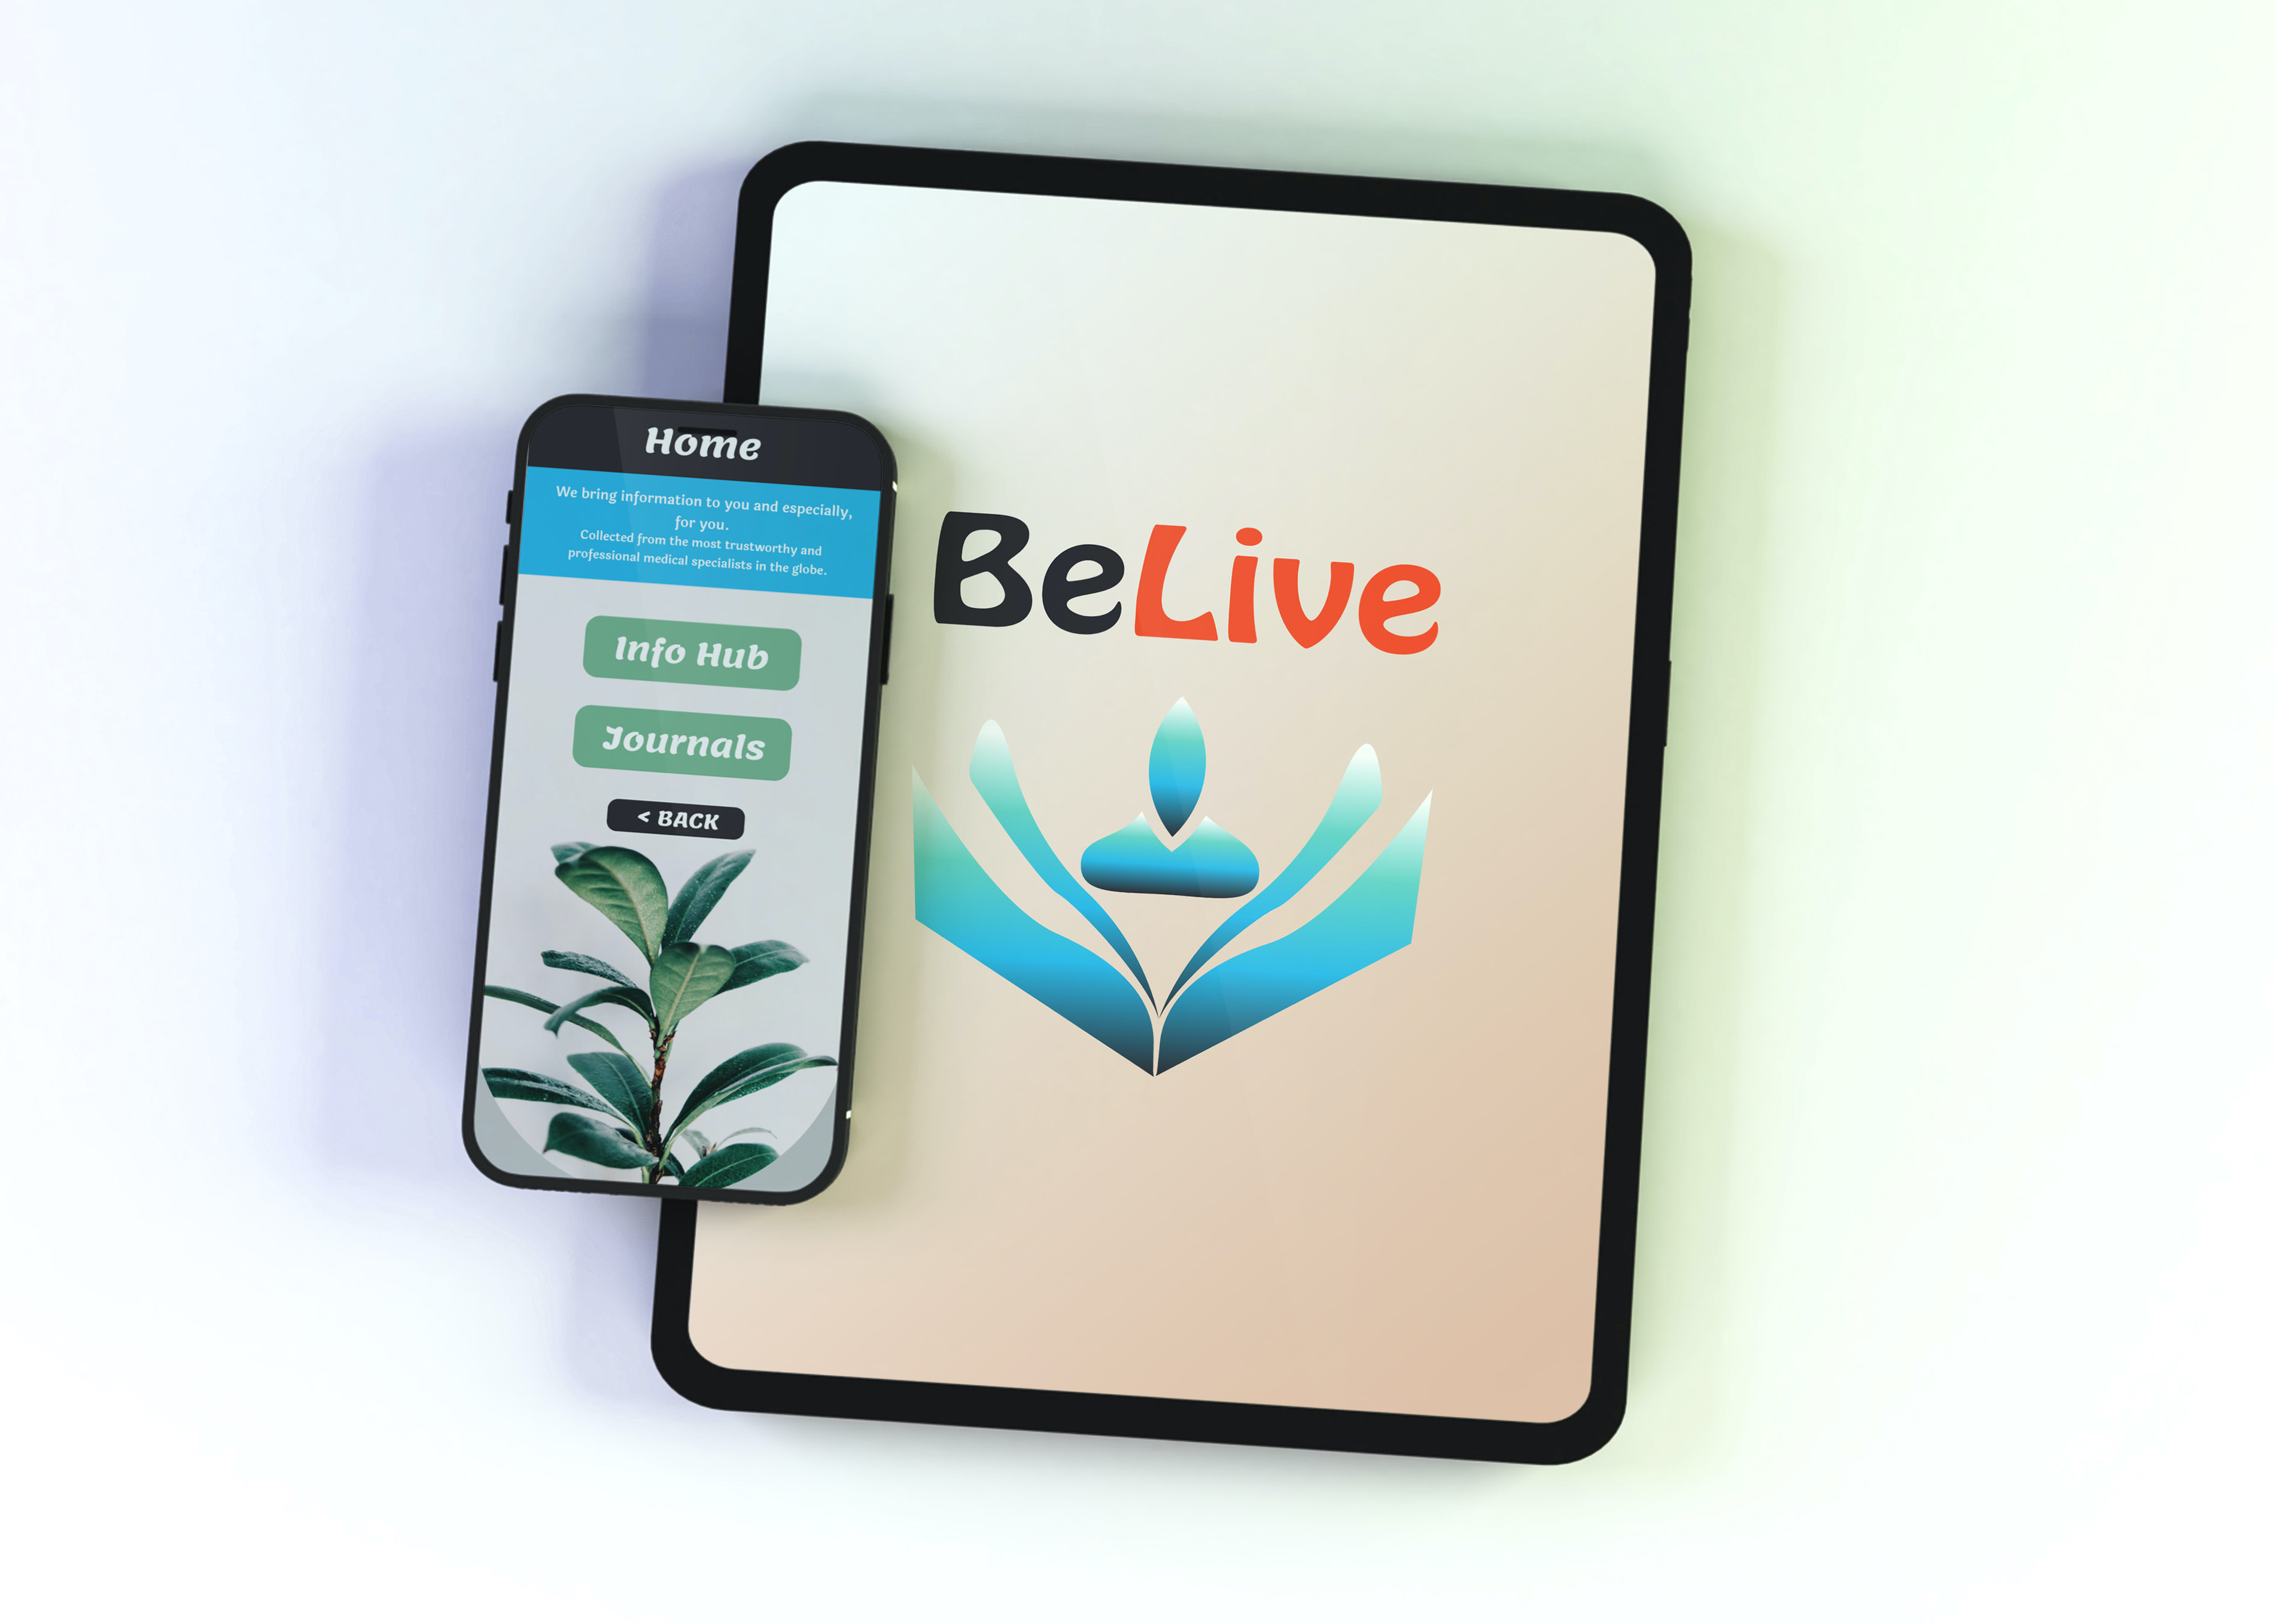 Home
We bring information to you and especially,
for you.
Collected from the most trustworthy and
professional medical specialists in the globe.
Info Hub
Journals
< BACK
BeLive